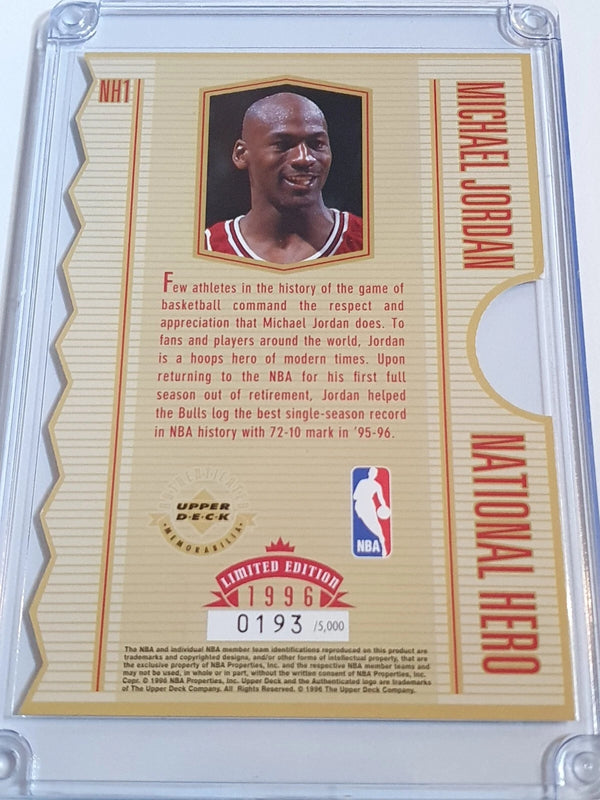 NH1
MICHAEL JORDAN
NATIONAL HERO
Few athletes in the history of the game of
basketball command the respect and
appreciation that Michael Jordan does. To
fans and players around the world, Jordan
is a hoops hero of modern times. Upon
returning to the NBA for his first full
season out of retirement, Jordan helped
the Bulls log the best single-season record
in NBA history with 72-10 mark in '95-96.
AUTHENTICATED
UPPER
D·E·C·K
MEMORABILIA
NBA
LIMITED EDITION
1996
0193 /5,000
The NBA and individual NBA member team identifications reproduced on this product are
trademarks and copyrighted designs, and/or other forms of intellectual property, that are
the exclusive property of NBA Properties, Inc. and the respective NBA member teams and
may not be used, in whole or in part, without the written consent of NBA Properties, Inc.
Copr. © 1996 NBA Properties, Inc. Upper Deck and the Authenticated logo are trademarks
of The Upper Deck Company. All Rights Reserved. © 1996 The Upper Deck Company.